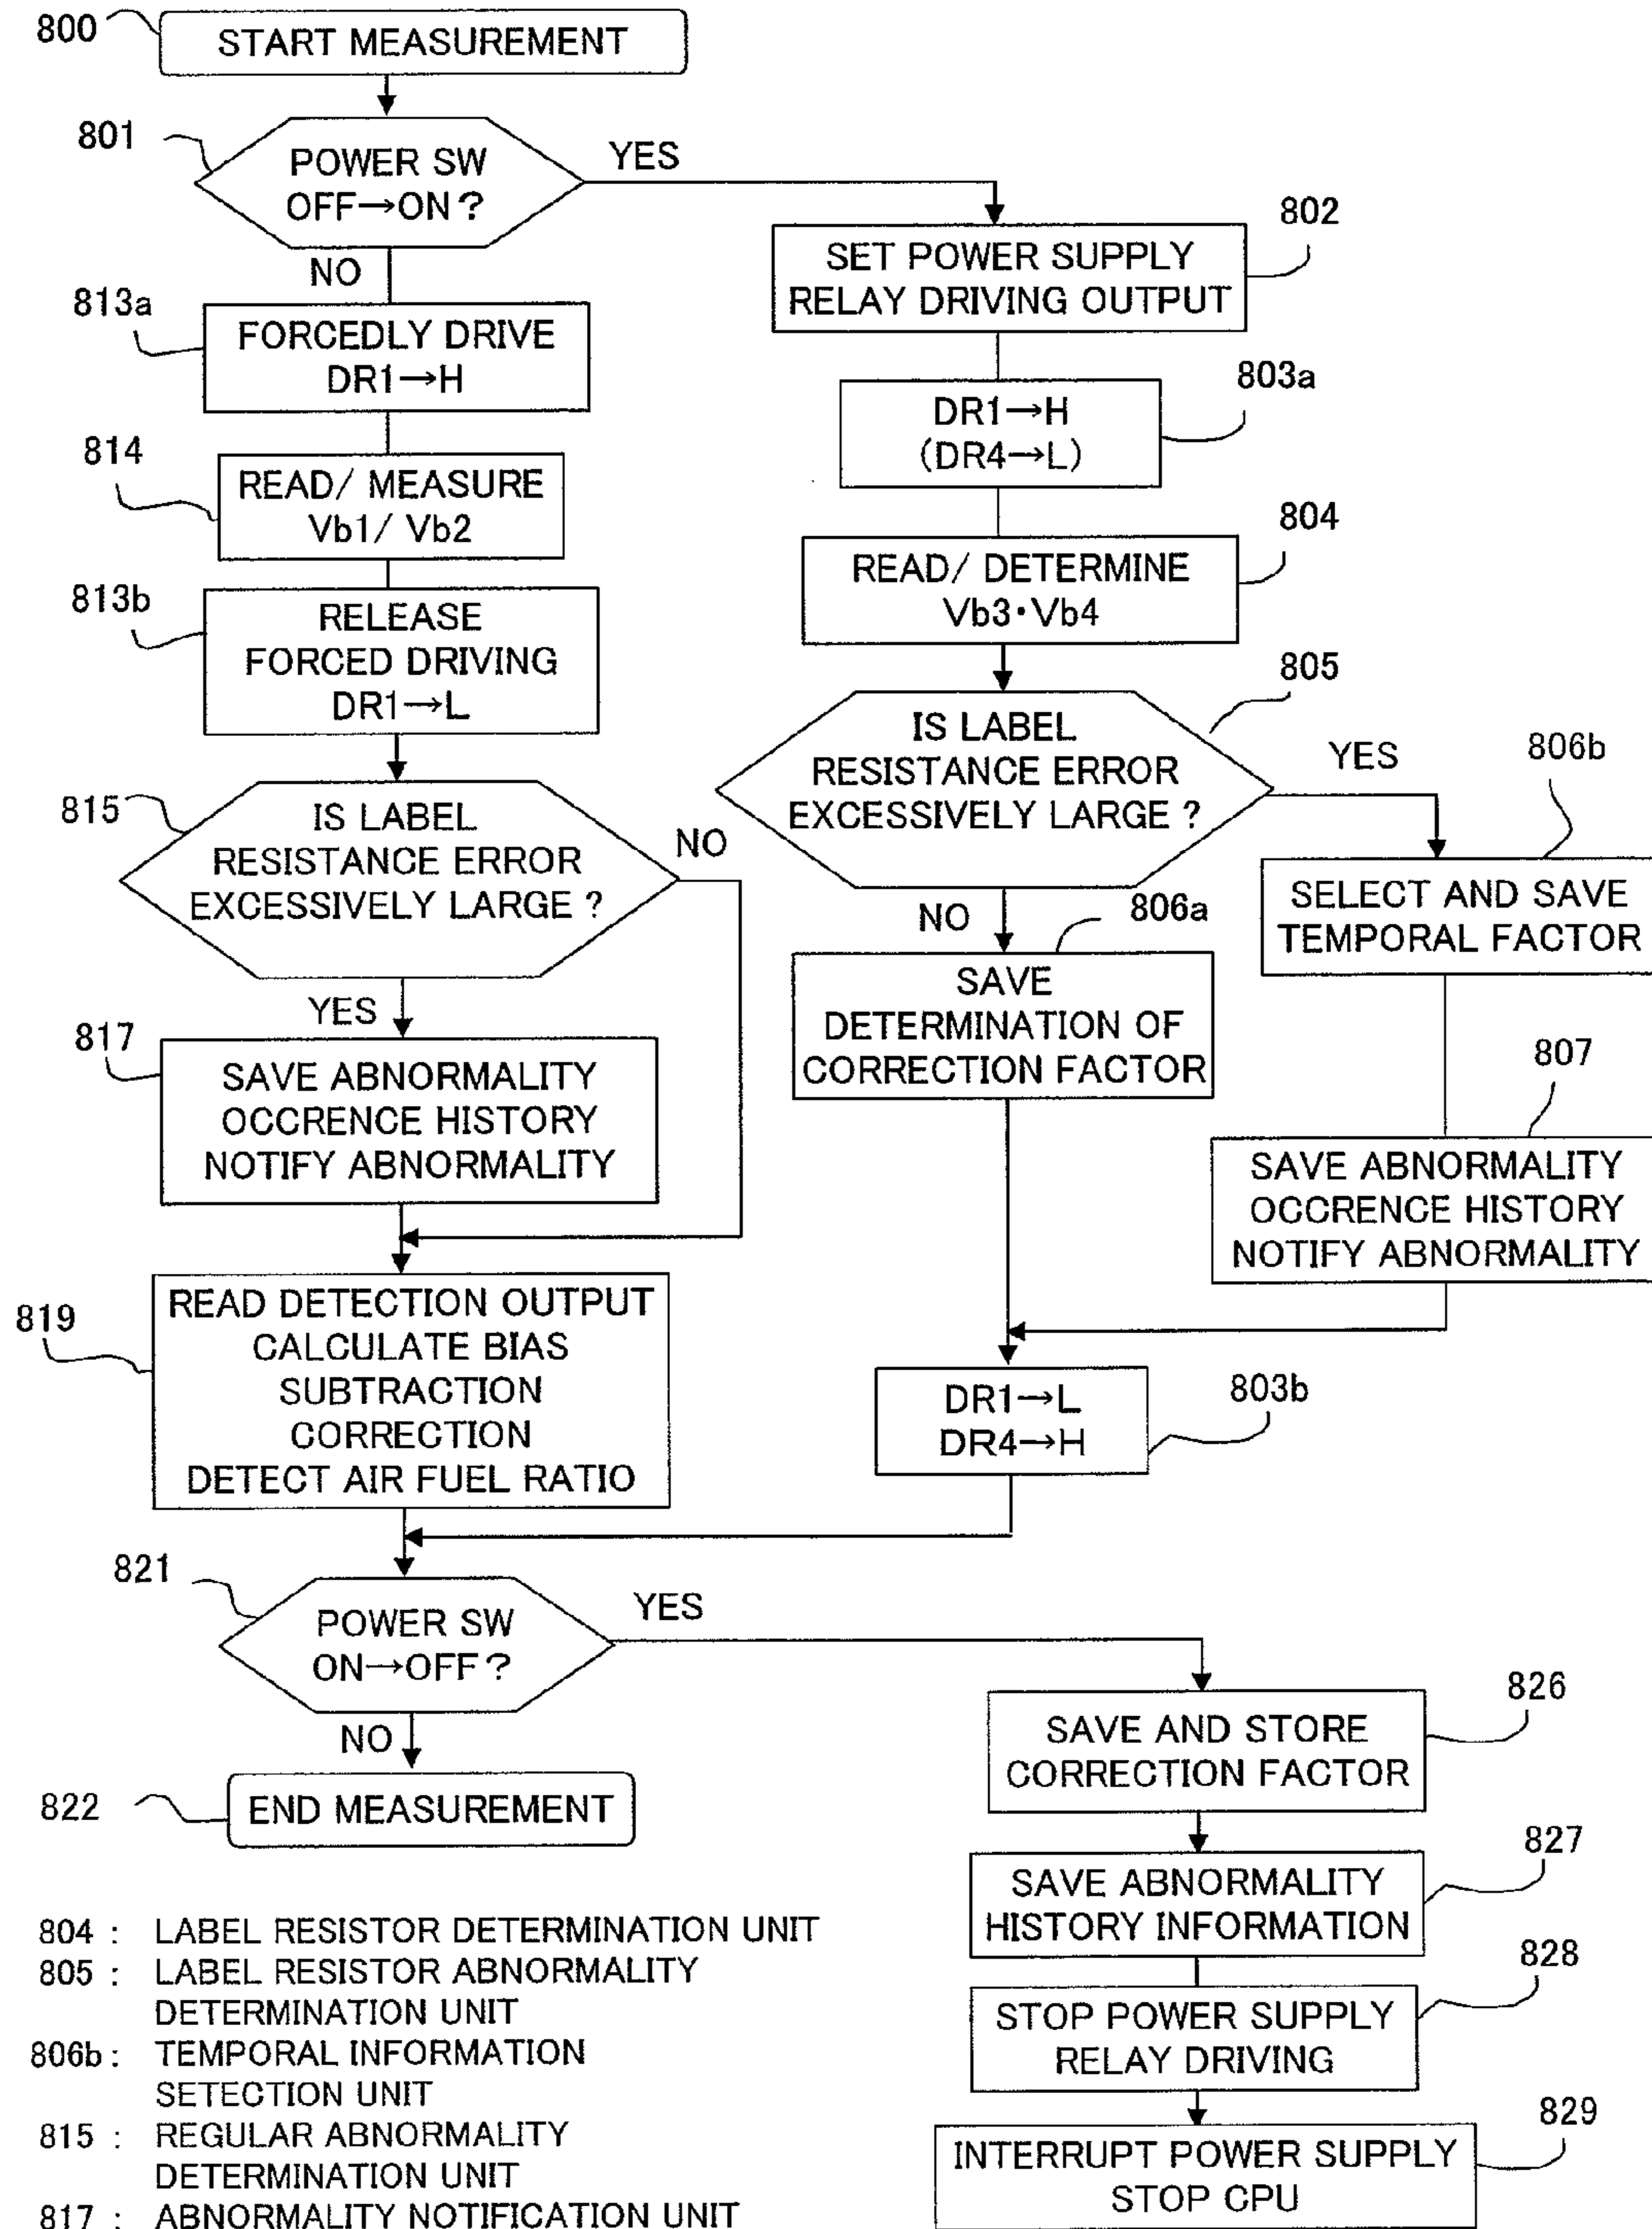 800
START MEASUREMENT
801
POWER SW
OFF→ON?
YES
NO
802
SET POWER SUPPLY
RELAY DRIVING OUTPUT
813a
FORCEDLY DRIVE
DR1→H
803a
DR1→H
(DR4→L)
814
READ/ MEASURE
Vb1/ Vb2
804
READ/ DETERMINE
Vb3・Vb4
813b
RELEASE
FORCED DRIVING
DR1→L
805
IS LABEL
RESISTANCE ERROR
EXCESSIVELY LARGE ?
YES
NO
806b
SELECT AND SAVE
TEMPORAL FACTOR
815
IS LABEL
RESISTANCE ERROR
EXCESSIVELY LARGE ?
NO
YES
806a
SAVE
DETERMINATION OF
CORRECTION FACTOR
817
SAVE ABNORMALITY
OCCRENCE HISTORY
NOTIFY ABNORMALITY
807
SAVE ABNORMALITY
OCCRENCE HISTORY
NOTIFY ABNORMALITY
819
READ DETECTION OUTPUT
CALCULATE BIAS
SUBTRACTION
CORRECTION
DETECT AIR FUEL RATIO
803b
DR1→L
DR4→H
821
POWER SW
ON→OFF?
YES
NO
822
END MEASUREMENT
826
SAVE AND STORE
CORRECTION FACTOR
827
SAVE ABNORMALITY
HISTORY INFORMATION
828
STOP POWER SUPPLY
RELAY DRIVING
829
INTERRUPT POWER SUPPLY
STOP CPU
804 : LABEL RESISTOR DETERMINATION UNIT
805 : LABEL RESISTOR ABNORMALITY
DETERMINATION UNIT
806b : TEMPORAL INFORMATION
SETECTION UNIT
815 : REGULAR ABNORMALITY
DETERMINATION UNIT
817 : ABNORMALITY NOTIFICATION UNIT